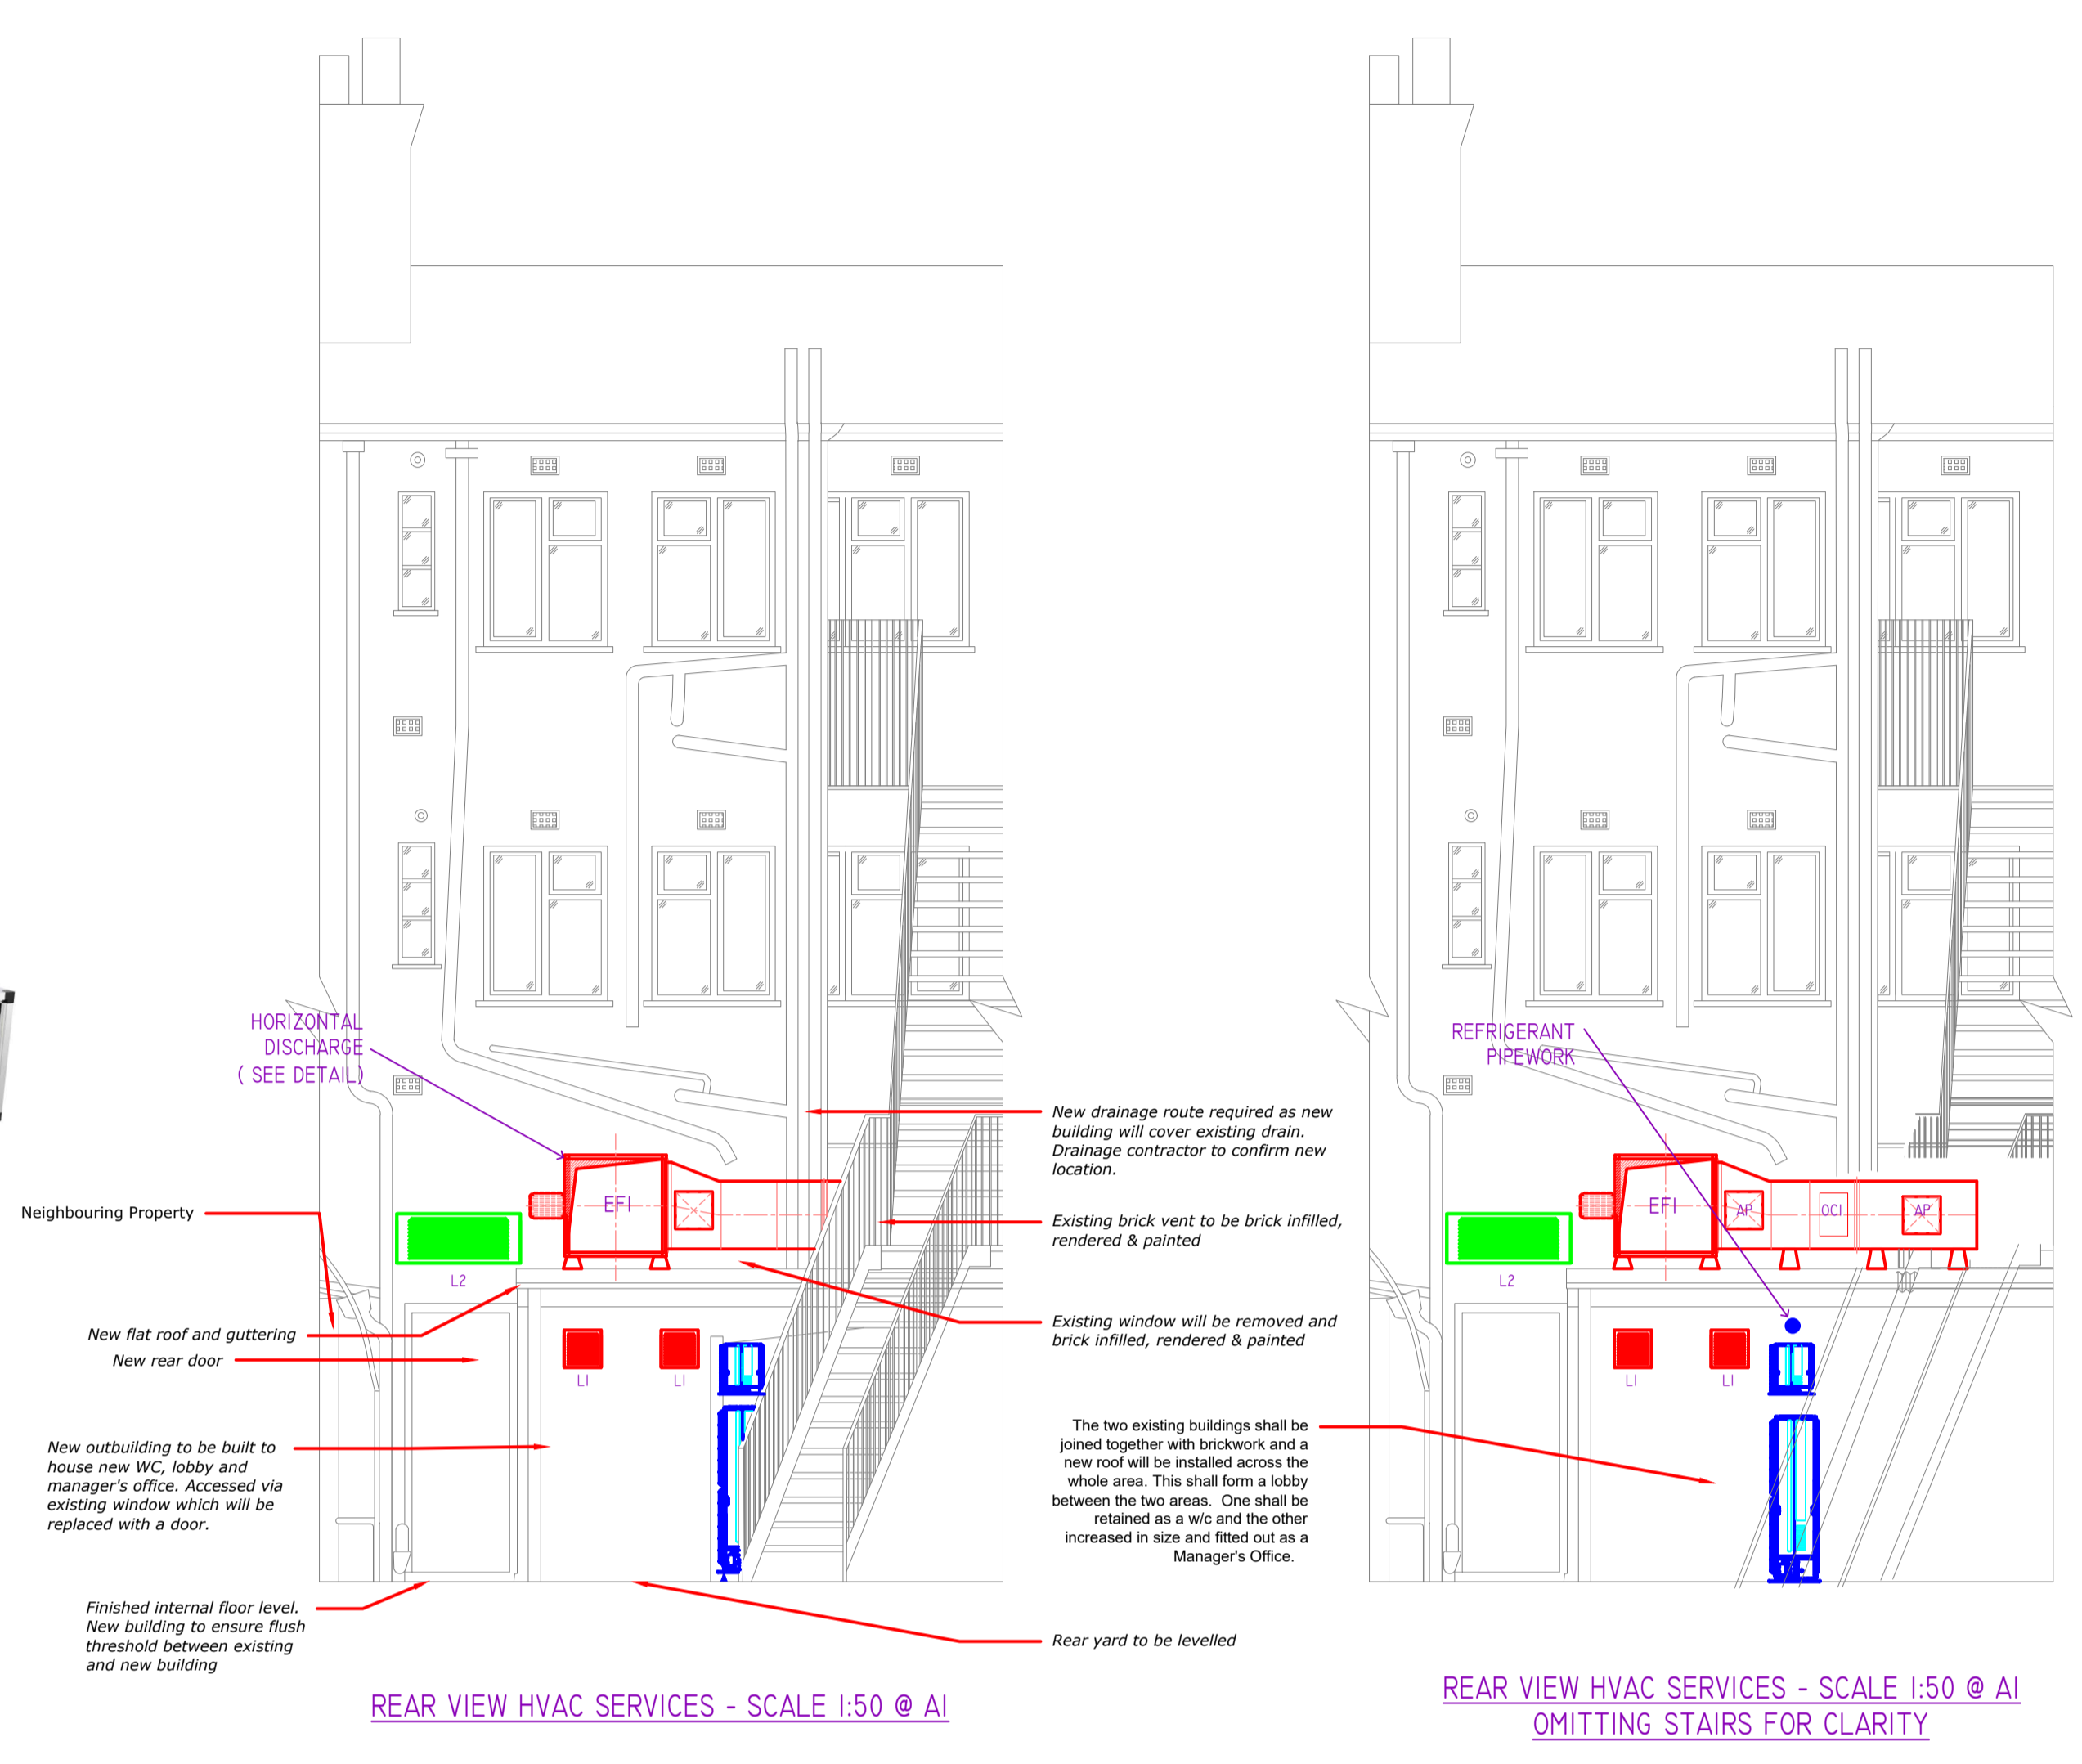 HORIZONTAL
DISCHARGE
( SEE DETAIL)
EF1
L2
L1
L1
Neighbouring Property
New flat roof and guttering
New rear door
New outbuilding to be built to
house new WC, lobby and
manager's office. Accessed via
existing window which will be
replaced with a door.
Finished internal floor level.
New building to ensure flush
threshold between existing
and new building
New drainage route required as new
building will cover existing drain.
Drainage contractor to confirm new
location.
Existing brick vent to be brick infilled,
rendered & painted
Existing window will be removed and
brick infilled, rendered & painted
Rear yard to be levelled
REAR VIEW HVAC SERVICES - SCALE 1:50 @ A1
REFRIGERANT
PIPEWORK
EF1
AP
OC1
AP
L2
L1
L1
The two existing buildings shall be
joined together with brickwork and a
new roof will be installed across the
whole area. This shall form a lobby
between the two areas. One shall be
retained as a w/c and the other
increased in size and fitted out as a
Manager's Office.
REAR VIEW HVAC SERVICES - SCALE 1:50 @ A1
OMITTING STAIRS FOR CLARITY